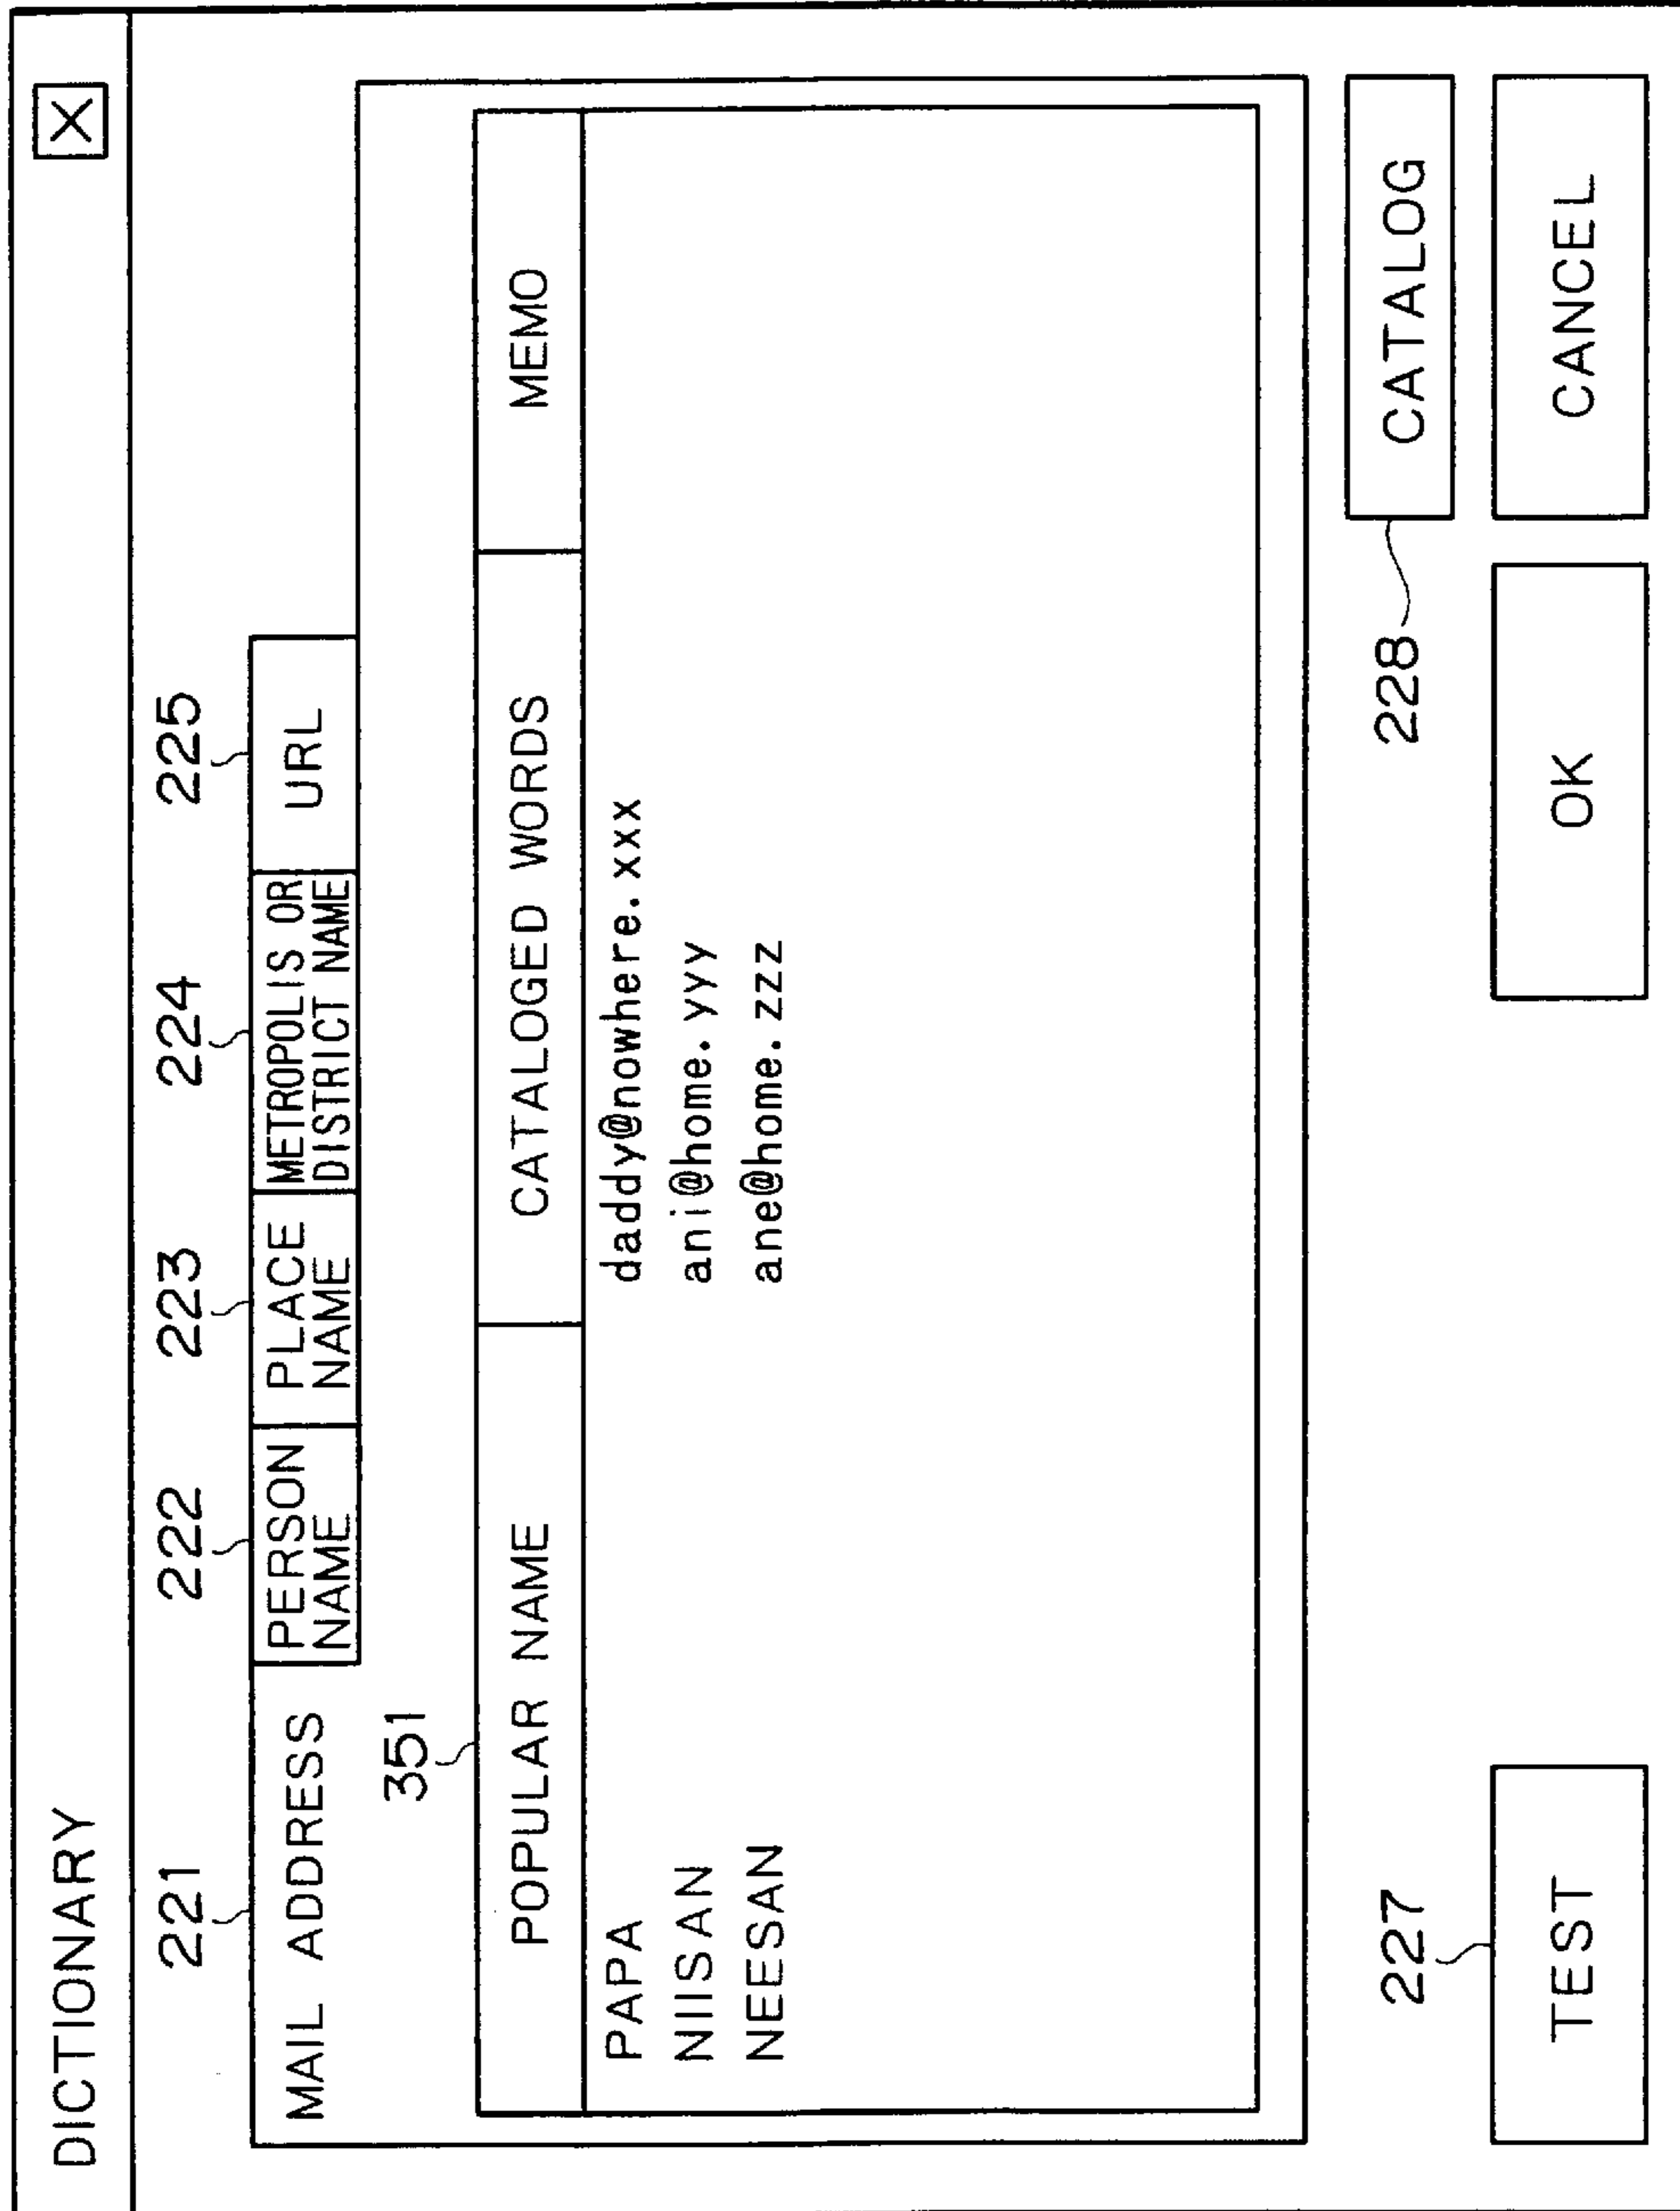 DICTIONARY X
221 222 223 224 225
MAIL ADDRESS
PERSON
NAME
PLACE
NAME
METROPOLIS OR
DISTRICT NAME
URL
351
POPULAR NAME CATALOGED WORDS MEMO
PAPA daddy@nowhere.xxx
NIISAN ani@home.yyy
NEESAN ane@home.zzz
227 228 CATALOG
TEST OK CANCEL